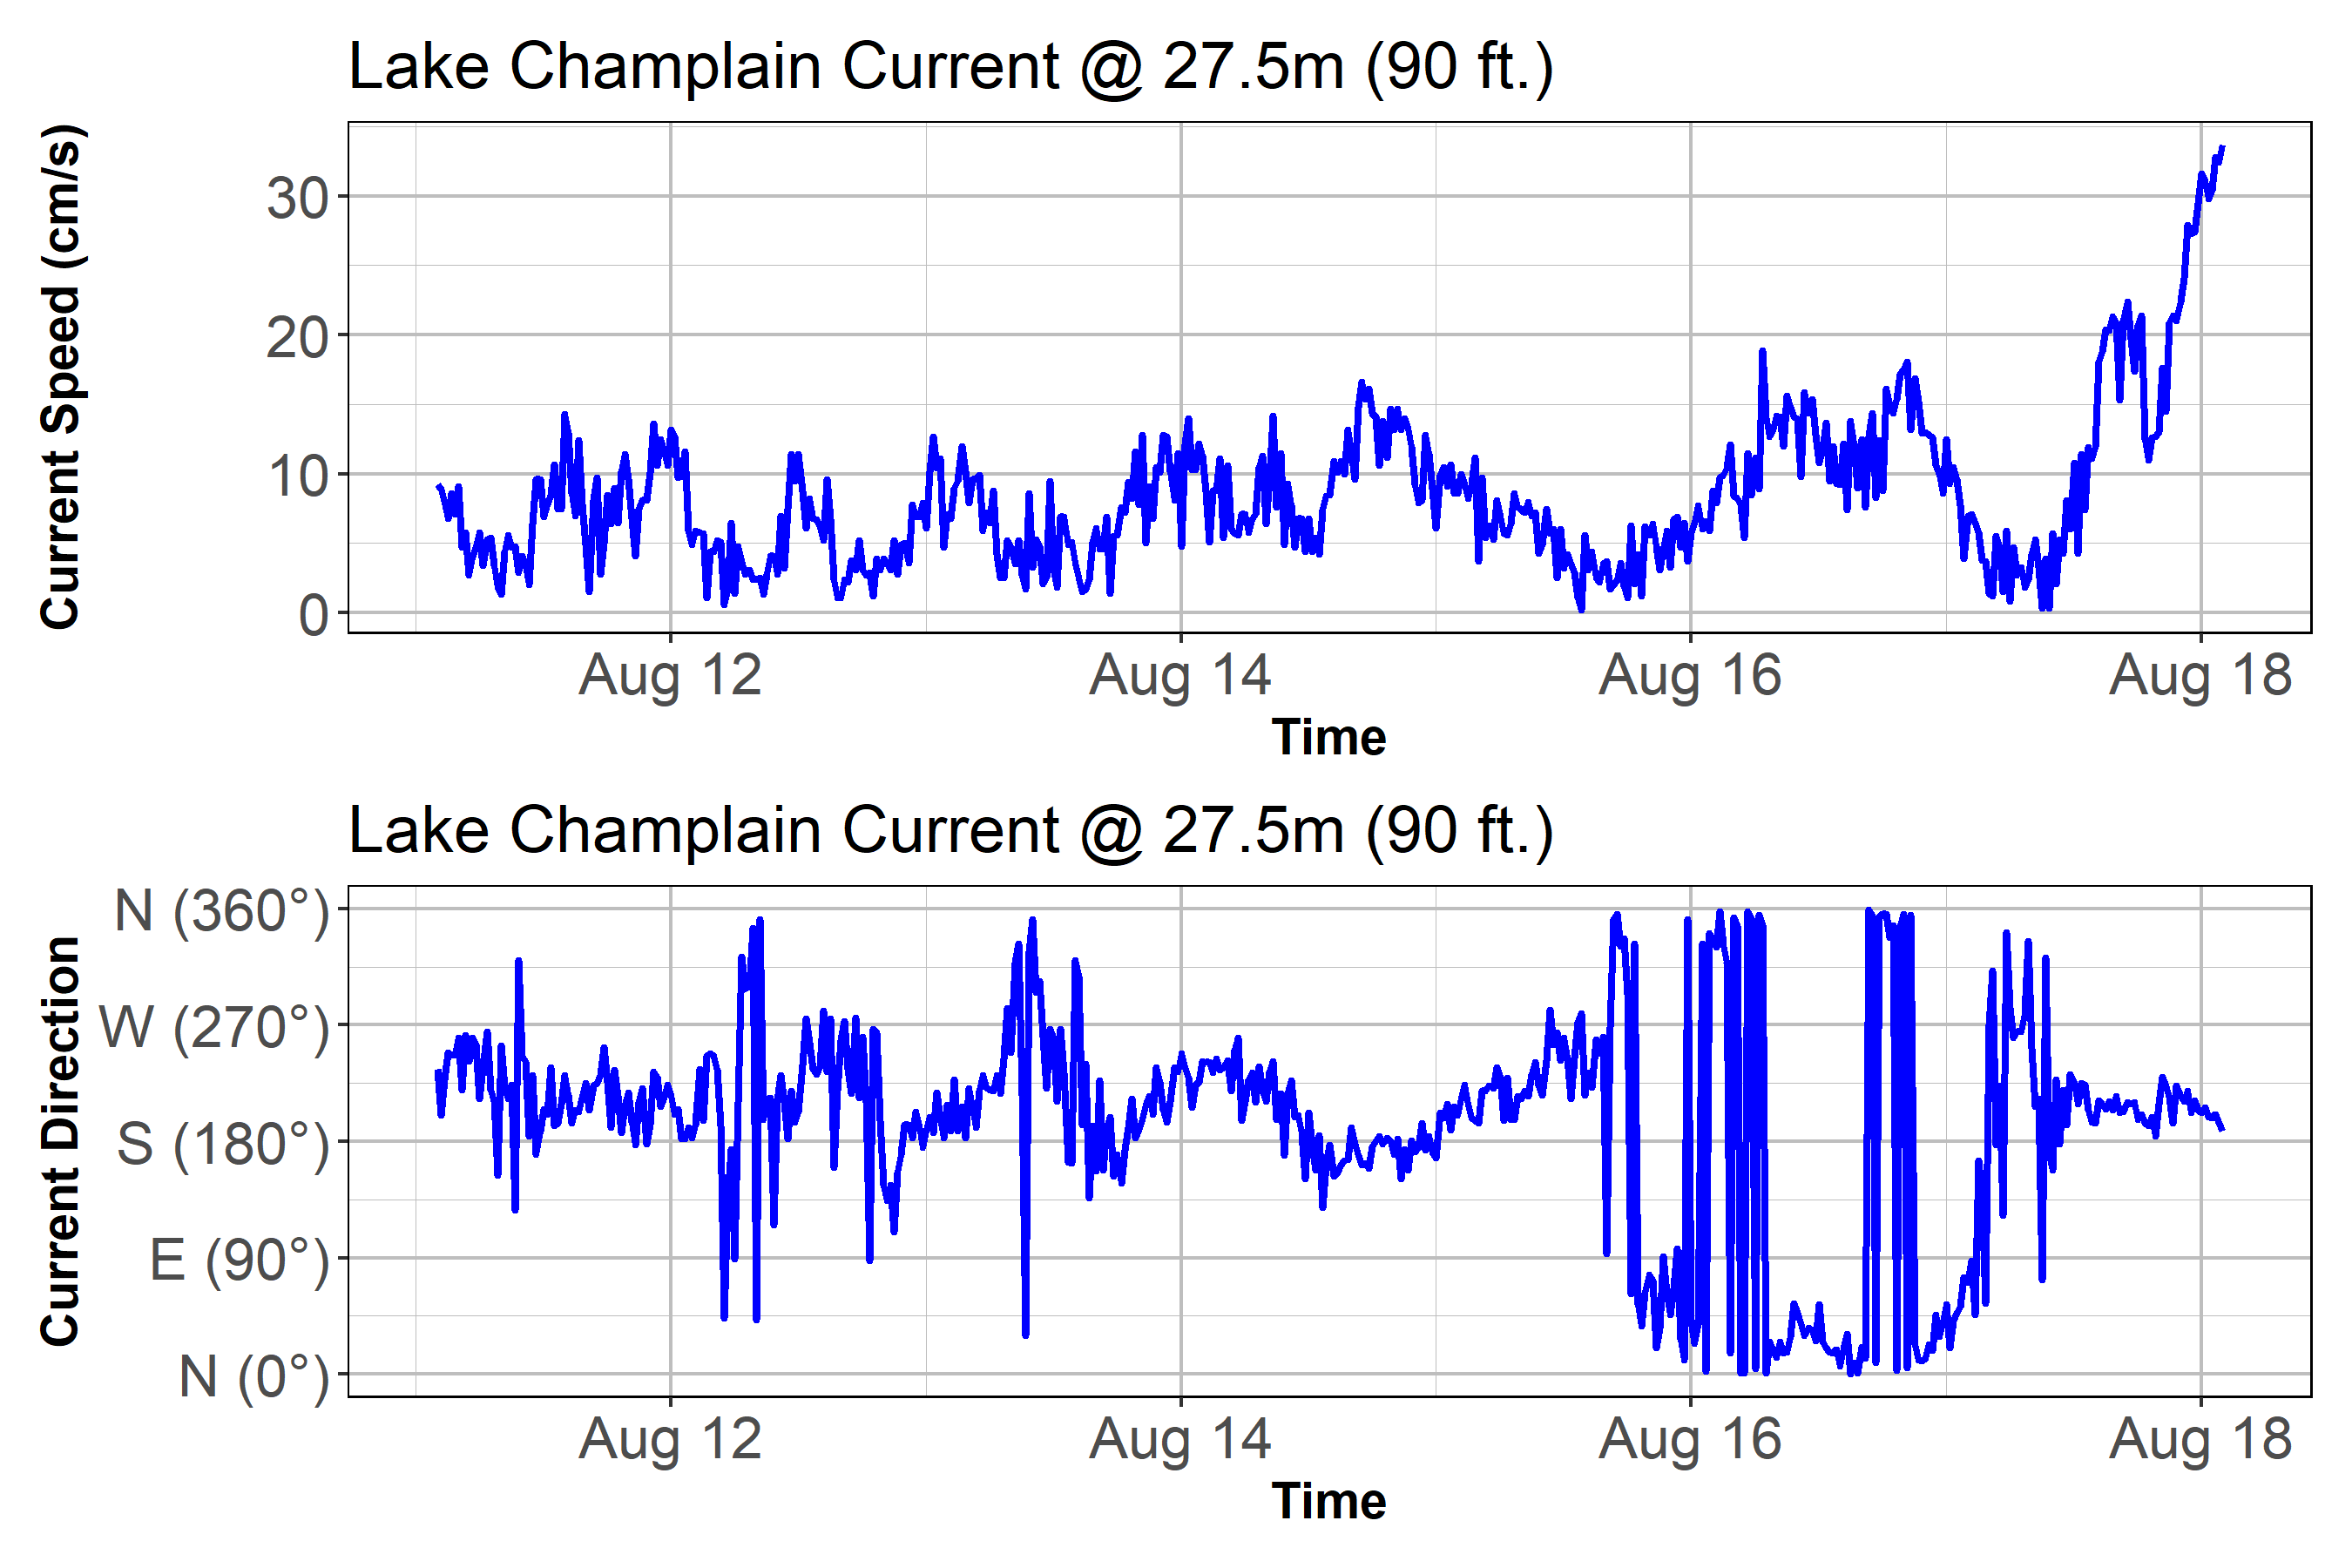 Lake Champlain Current @ 27.5m (90 ft.)
Current Speed (cm/s)
30
20
10
0
Aug 12 Aug 14 Aug 16 Aug 18
Time
Lake Champlain Current @ 27.5m (90 ft.)
Current Direction
N (360°)
W (270°)
S (180°)
E (90°)
N (0°)
Aug 12 Aug 14 Aug 16 Aug 18
Time